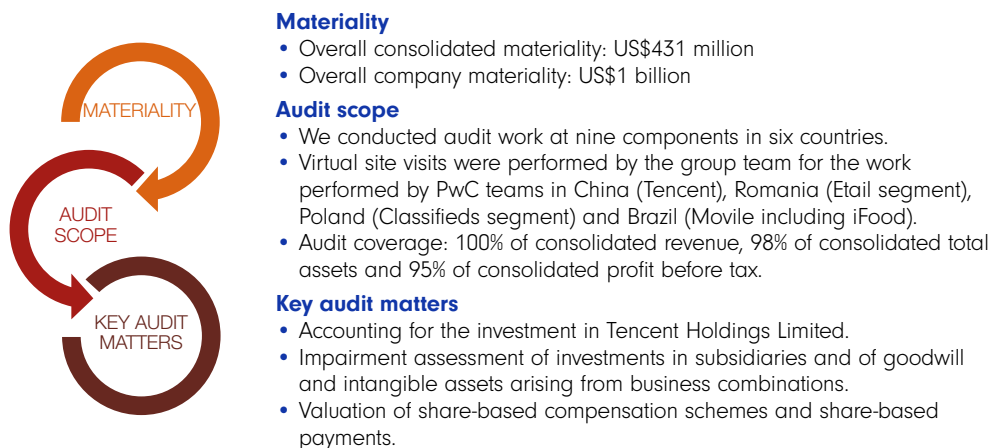 MATERIALITY
AUDIT
SCOPE
KEY AUDIT
MATTERS
Materiality
• Overall consolidated materiality: US$431 million
• Overall company materiality: US$1 billion
Audit scope
• We conducted audit work at nine components in six countries.
• Virtual site visits were performed by the group team for the work
performed by PwC teams in China (Tencent), Romania (Etail segment),
Poland (Classifieds segment) and Brazil (Movile including iFood).
• Audit coverage: 100% of consolidated revenue, 98% of consolidated total
assets and 95% of consolidated profit before tax.
Key audit matters
• Accounting for the investment in Tencent Holdings Limited.
• Impairment assessment of investments in subsidiaries and of goodwill
and intangible assets arising from business combinations.
• Valuation of share-based compensation schemes and share-based
payments.